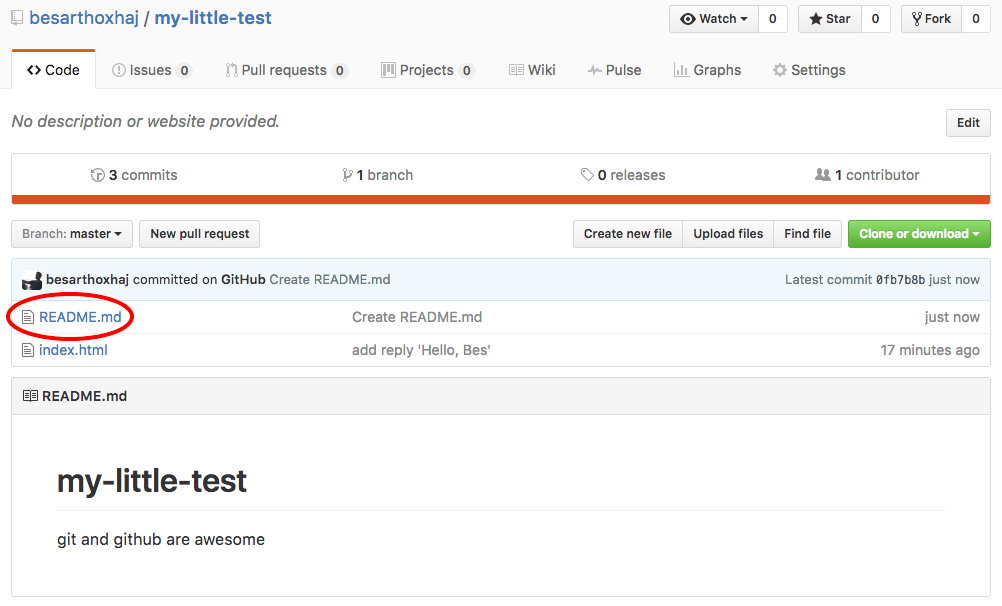 besarthoxhaj / my-little-test Watch 0 Star 0 Fork 0
Code Issues 0 Pull requests 0 Projects 0 Wiki Pulse Graphs Settings
No description or website provided. Edit
3 commits 1 branch 0 releases 1 contributor
Branch: master New pull request Create new file Upload files Find file Clone or download
besarthoxhaj committed on GitHub Create README.md Latest commit 0fb7b8b just now
README.md Create README.md just now
index.html add reply 'Hello, Bes' 17 minutes ago
README.md
my-little-test
git and github are awesome